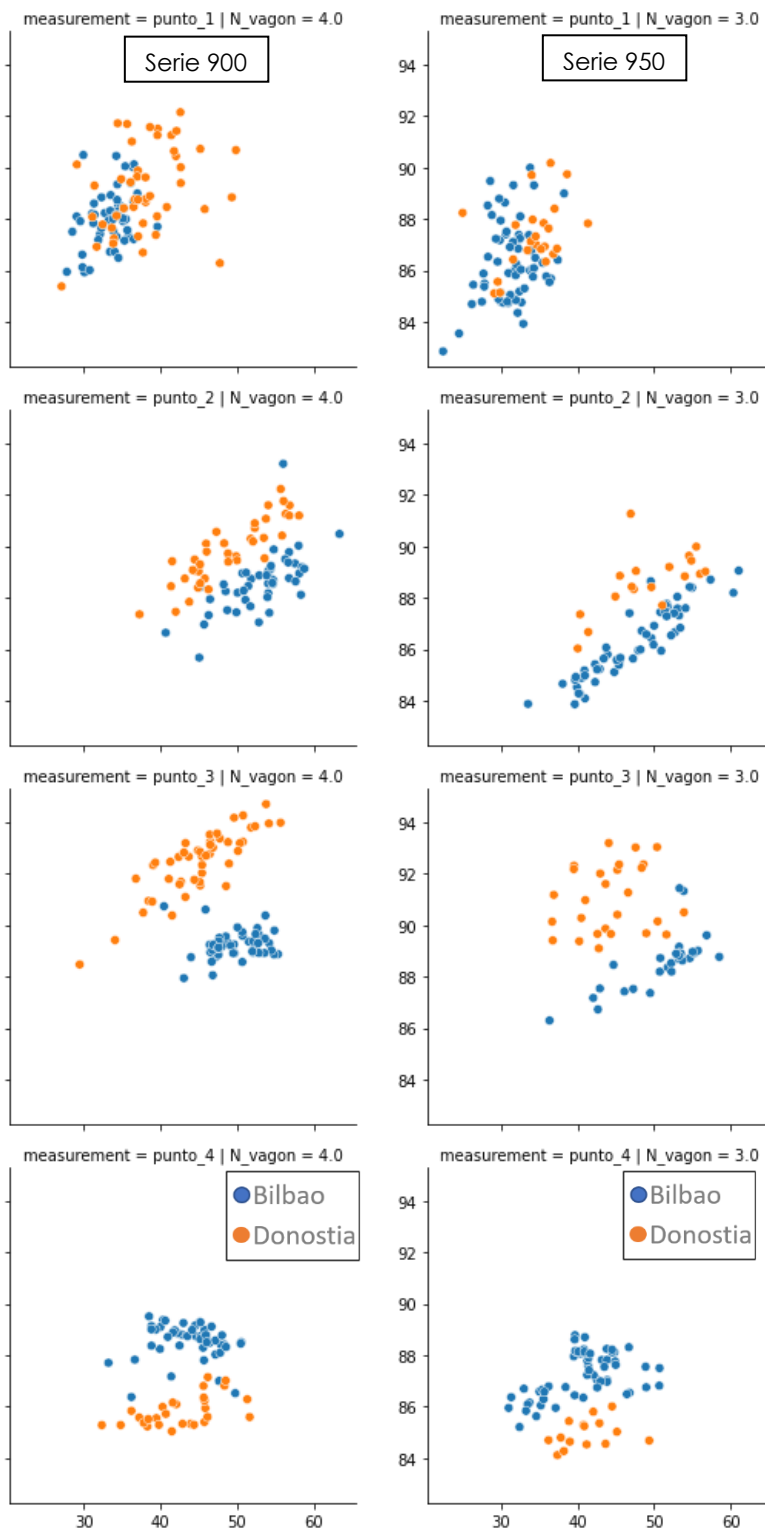 measurement = punto_1 | N_vagon = 4.0
measurement = punto_1 | N_vagon = 3.0
Serie 900
Serie 950
94
92
90
88
86
84
measurement = punto_2 | N_vagon = 4.0
measurement = punto_2 | N_vagon = 3.0
94
92
90
88
86
84
measurement = punto_3 | N_vagon = 4.0
measurement = punto_3 | N_vagon = 3.0
94
92
90
88
86
84
measurement = punto_4 | N_vagon = 4.0
measurement = punto_4 | N_vagon = 3.0
Bilbao
Donostia
Bilbao
Donostia
94
92
90
88
86
84
30 40 50 60
30 40 50 60